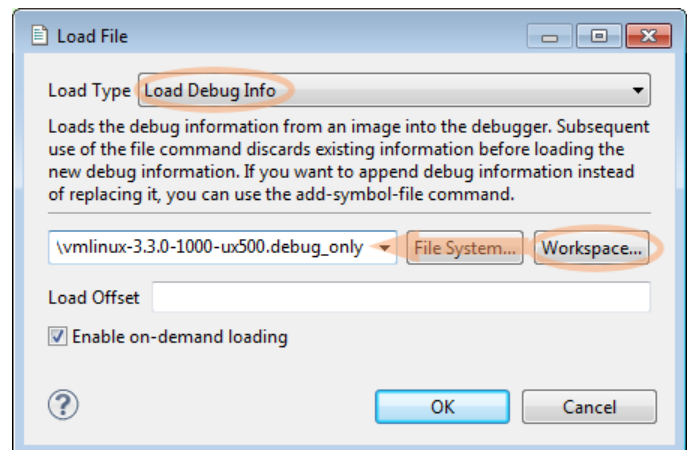 Load File
Load Type Load Debug Info
Loads the debug information from an image into the debugger. Subsequent
use of the file command discards existing information before loading the
new debug information. If you want to append debug information instead
of replacing it, you can use the add-symbol-file command.
\vmlinux-3.3.0-1000-ux500.debug_only File System... Workspace...
Load Offset
Enable on-demand loading
? OK Cancel